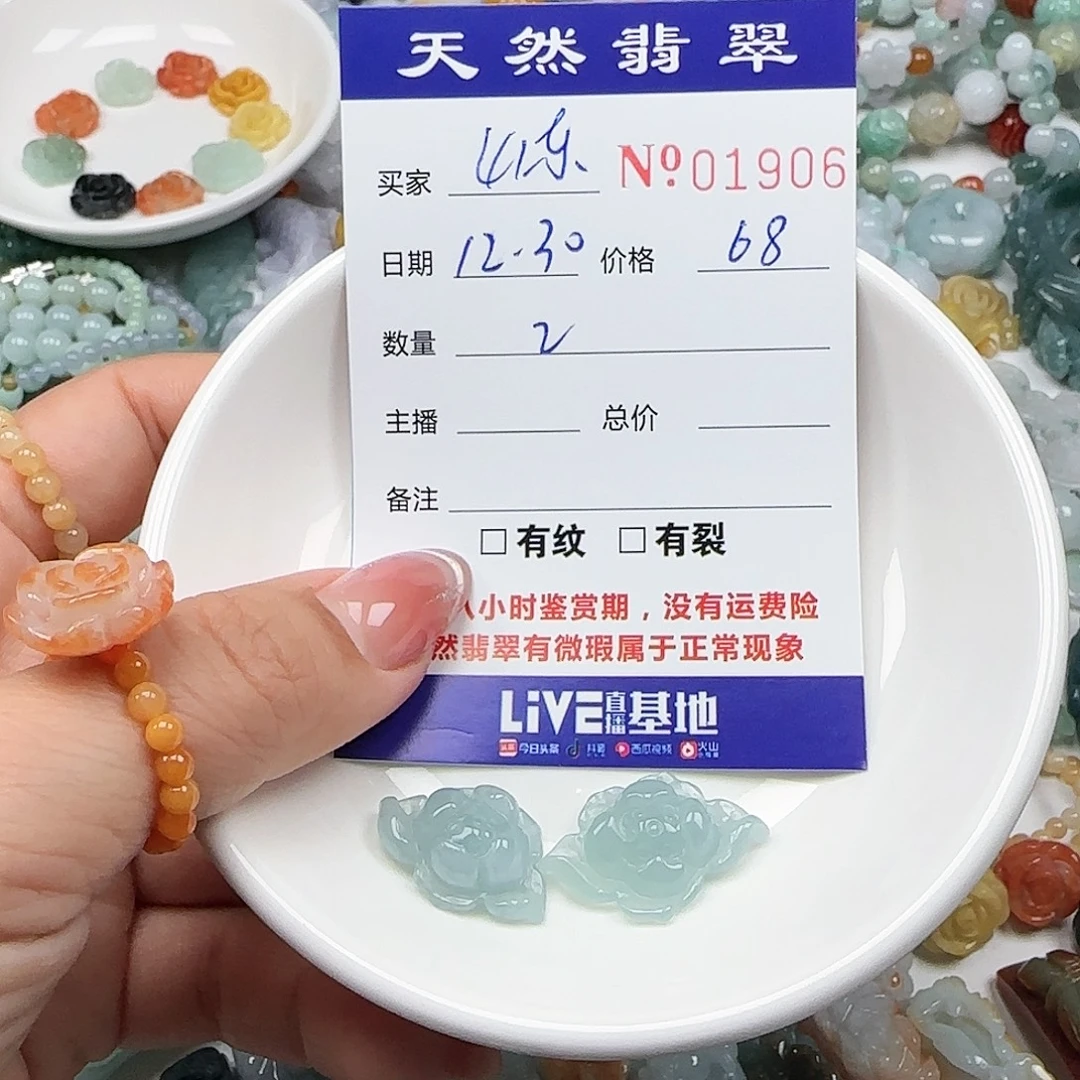 天然翡翠
买家 No 01906
日期 12.30 价格 68
数量 2
主播 总价
备注
□有纹 □有裂
八小时鉴赏期，没有运费险
然翡翠有微瑕属于正常现象
LiVE直播基地
今日头条 抖音 西瓜视频 火山